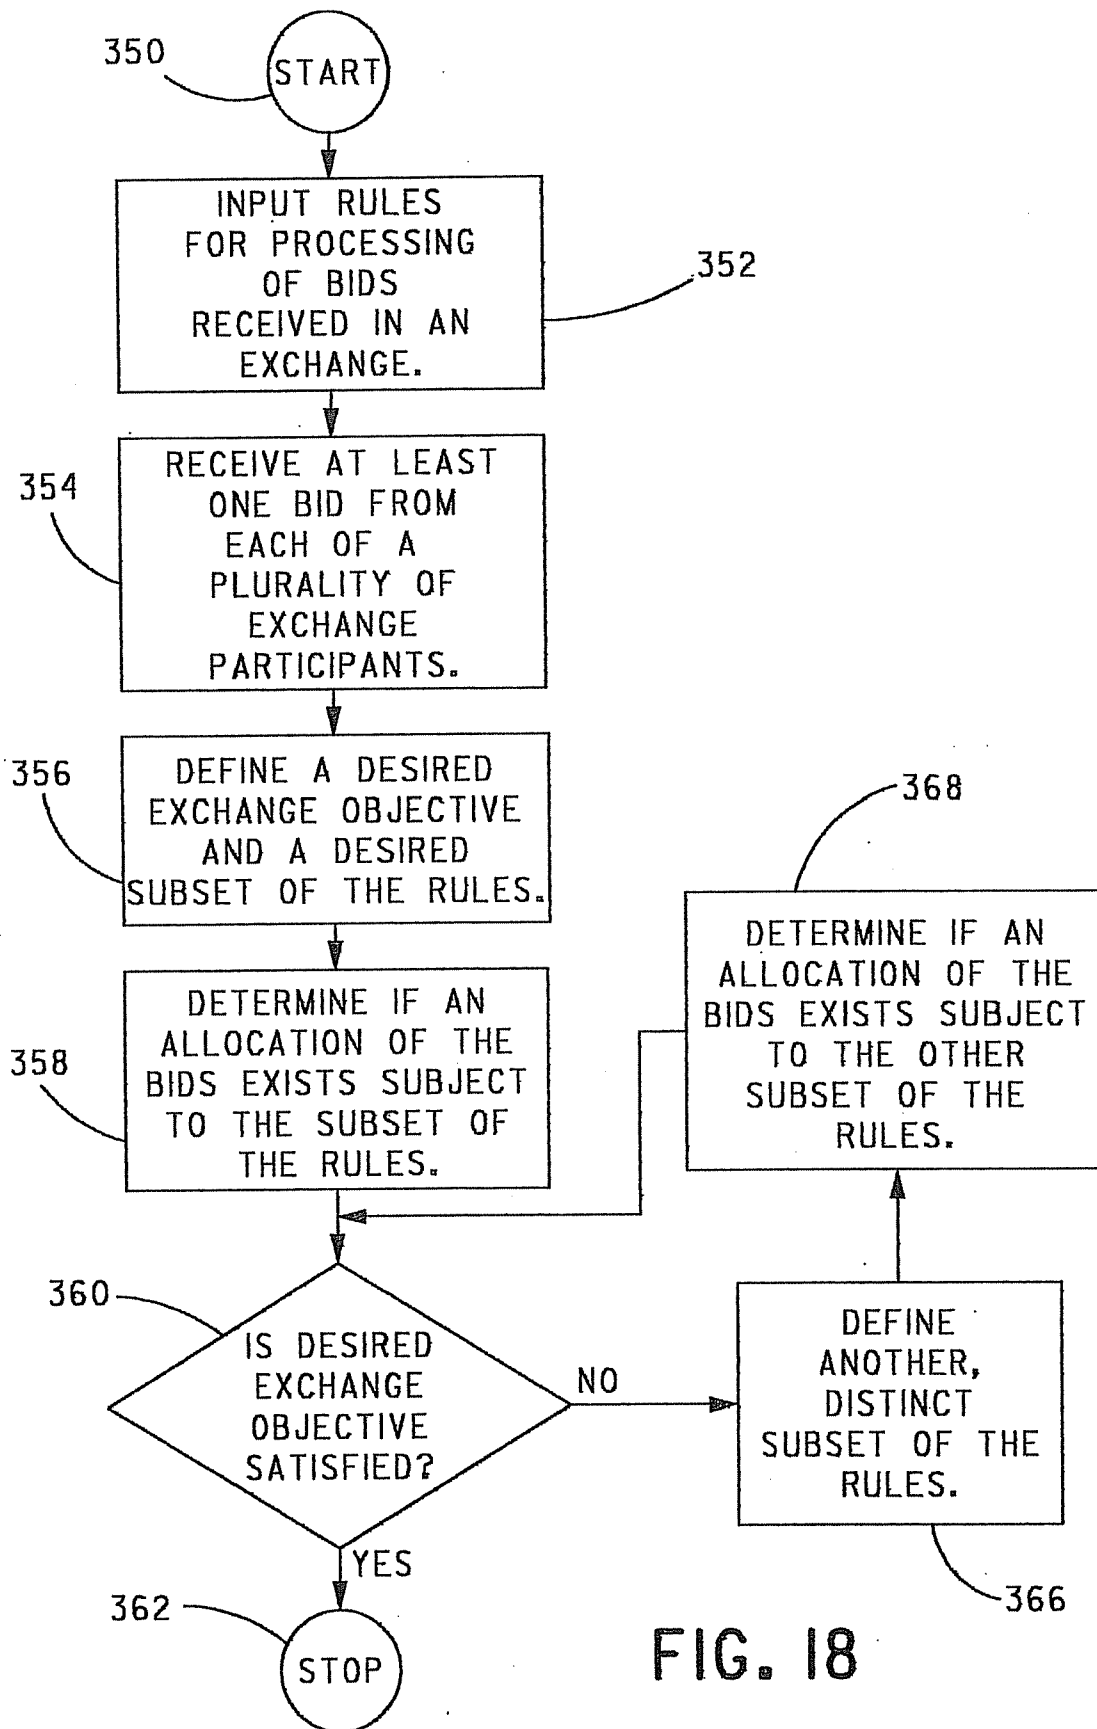 350
START
INPUT RULES
FOR PROCESSING
OF BIDS
RECEIVED IN AN
EXCHANGE.
352
RECEIVE AT LEAST
ONE BID FROM
EACH OF A
PLURALITY OF
EXCHANGE
PARTICIPANTS.
354
DEFINE A DESIRED
EXCHANGE OBJECTIVE
AND A DESIRED
SUBSET OF THE RULES.
356
DETERMINE IF AN
ALLOCATION OF THE
BIDS EXISTS SUBJECT
TO THE SUBSET OF
THE RULES.
358
368
DETERMINE IF AN
ALLOCATION OF THE
BIDS EXISTS SUBJECT
TO THE OTHER
SUBSET OF THE
RULES.
360
IS DESIRED
EXCHANGE
OBJECTIVE
SATISFIED?
NO
DEFINE
ANOTHER,
DISTINCT
SUBSET OF THE
RULES.
366
YES
362
STOP
FIG. 18